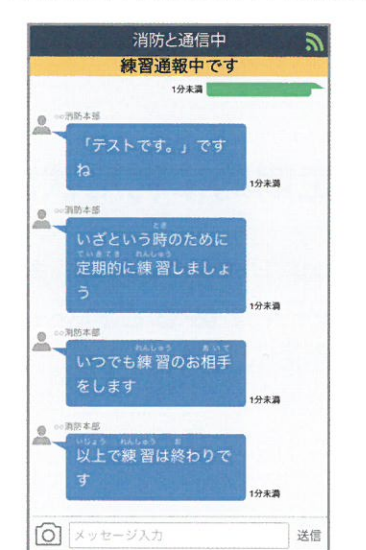 消防と通信中
練習通報中です
1分未満
○○消防本部
「テストです。」です
ね
1分未満
○○消防本部
とき
いざという時のために
ていきてき れんしゅう
定期的に練習しましょ
う
1分未満
○○消防本部
れんしゅう あいて
いつでも練習のお相手
をします
1分未満
○○消防本部
いじょう れんしゅう お
以上で練習は終わりで
す
1分未満
メッセージ入力
送信